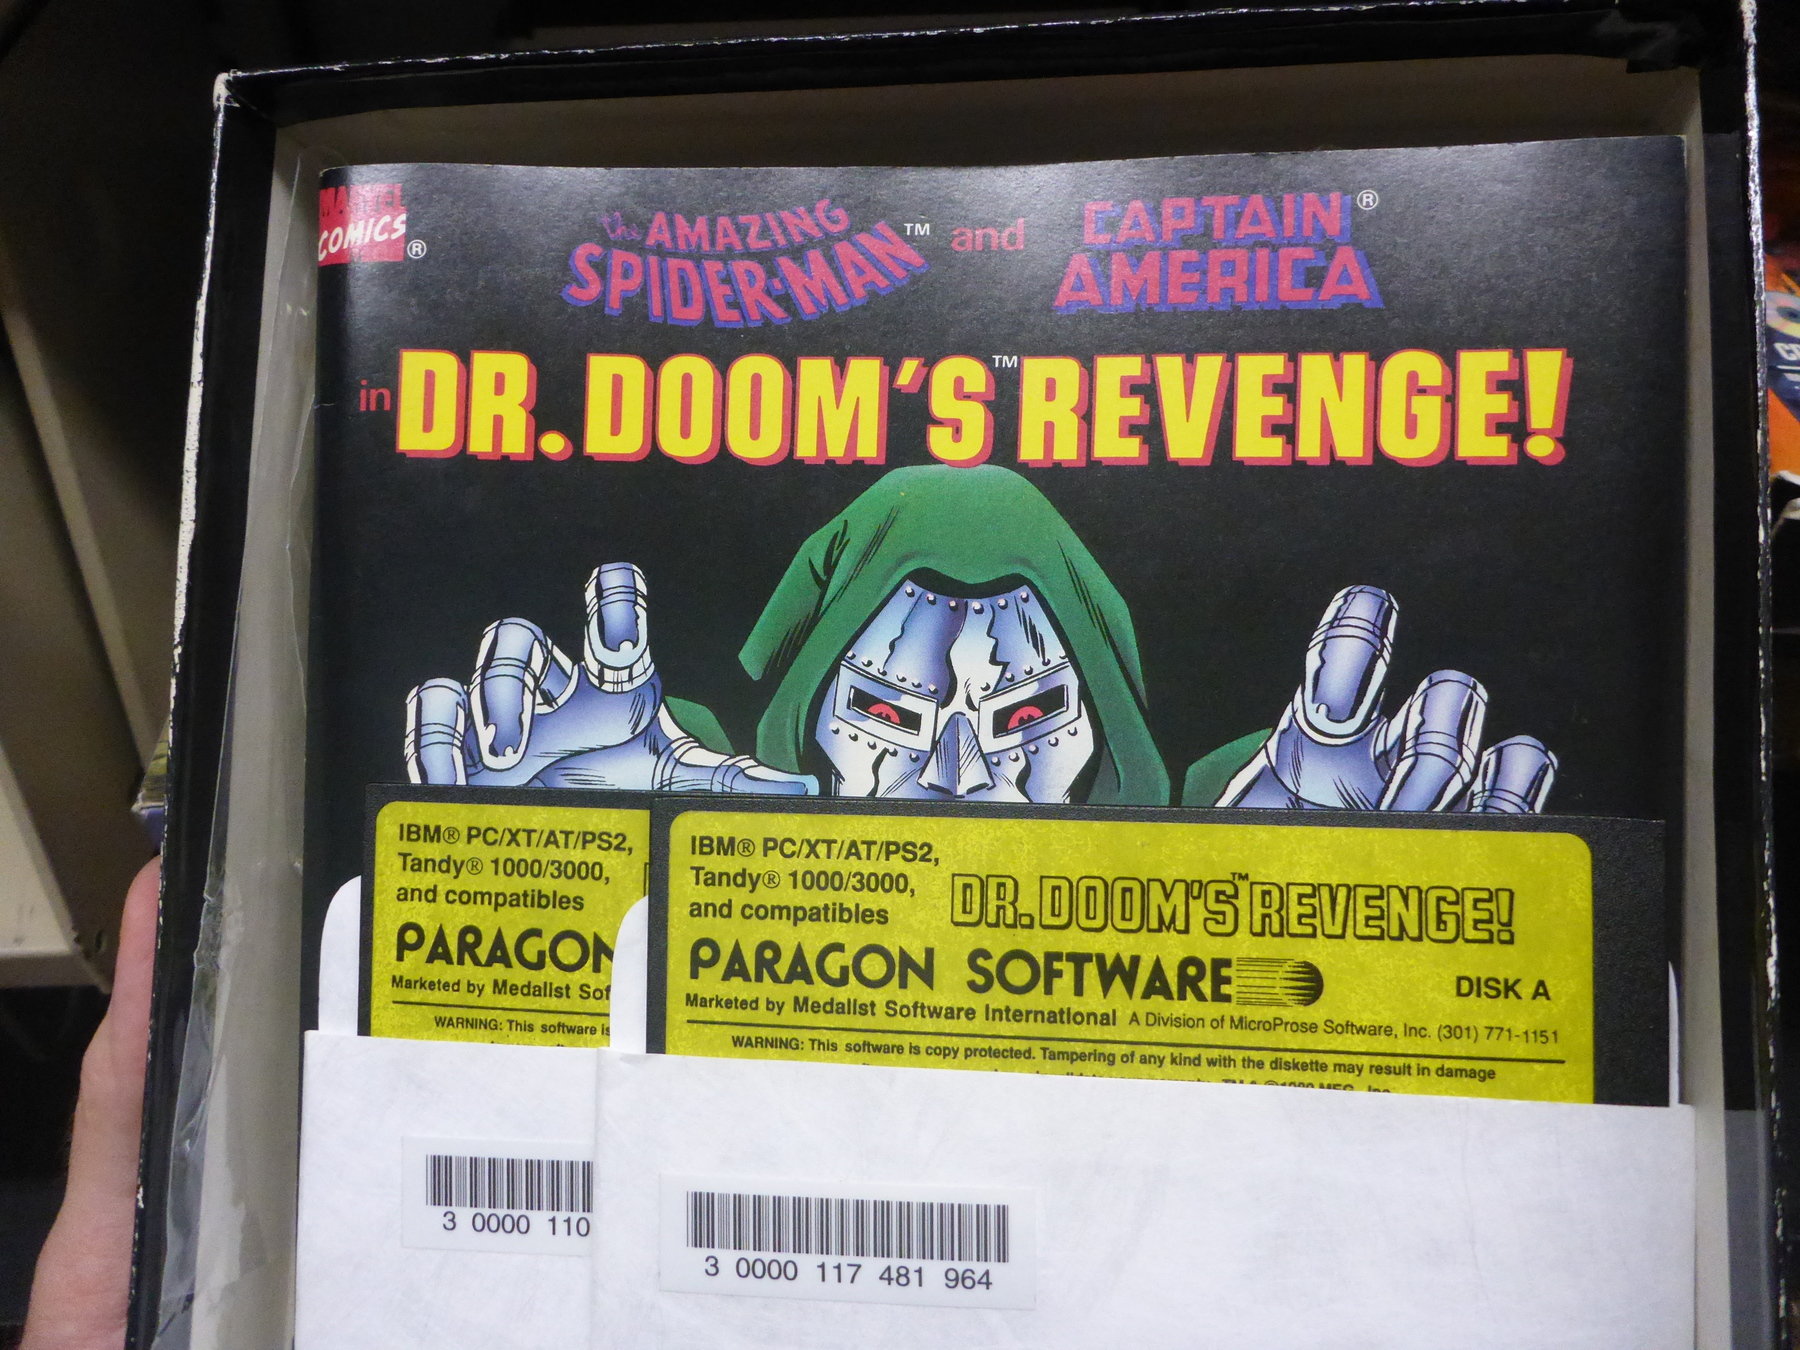 MARVEL
COMICS®
the AMAZING
SPIDER-MAN™ and
CAPTAIN
AMERICA®
in DR. DOOM'S™ REVENGE!
IBM® PC/XT/AT/PS2,
Tandy® 1000/3000,
and compatibles
PARAGON
Marketed by Medalist
WARNING: This software is
IBM® PC/XT/AT/PS2,
Tandy® 1000/3000,
and compatibles
DR. DOOM'S™ REVENGE!
PARAGON SOFTWARE
DISK A
Marketed by Medalist Software International A Division of MicroProse Software, Inc. (301) 771-1151
WARNING: This software is copy protected. Tampering of any kind with the diskette may result in damage
3 0000 110
3 0000 117 481 964